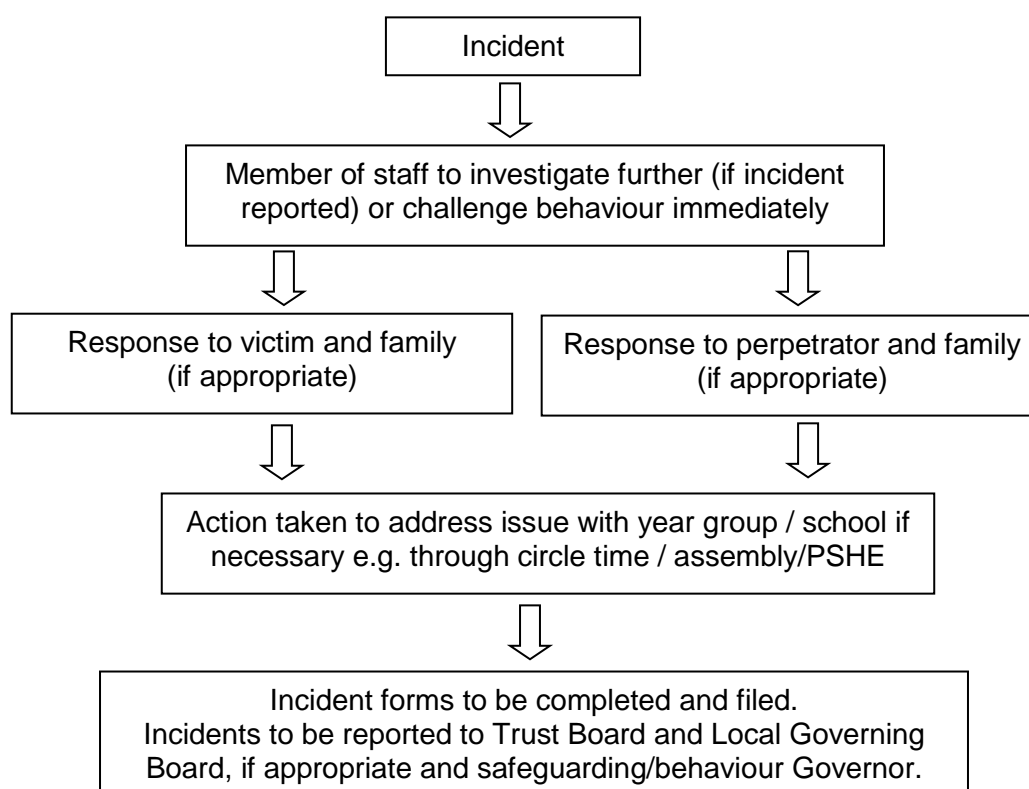 Incident
Member of staff to investigate further (if incident
reported) or challenge behaviour immediately
Response to victim and family
(if appropriate)
Response to perpetrator and family
(if appropriate)
Action taken to address issue with year group / school if
necessary e.g. through circle time / assembly/PSHE
Incident forms to be completed and filed.
Incidents to be reported to Trust Board and Local Governing
Board, if appropriate and safeguarding/behaviour Governor.